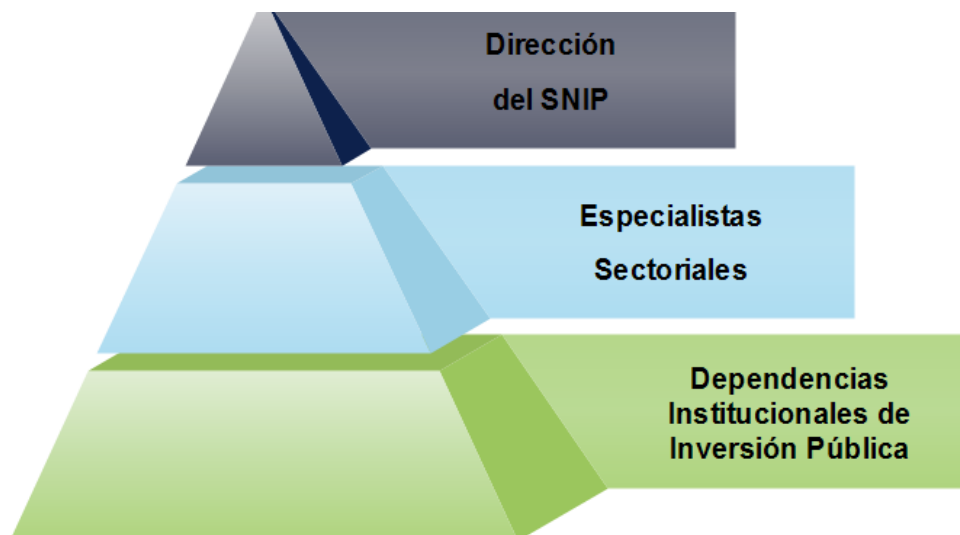 Dirección
del SNIP
Especialistas
Sectoriales
Dependencias
Institucionales de
Inversión Pública